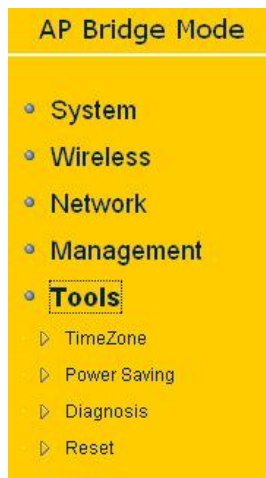 AP Bridge Mode
System
Wireless
Network
Management
Tools
TimeZone
Power Saving
Diagnosis
Reset